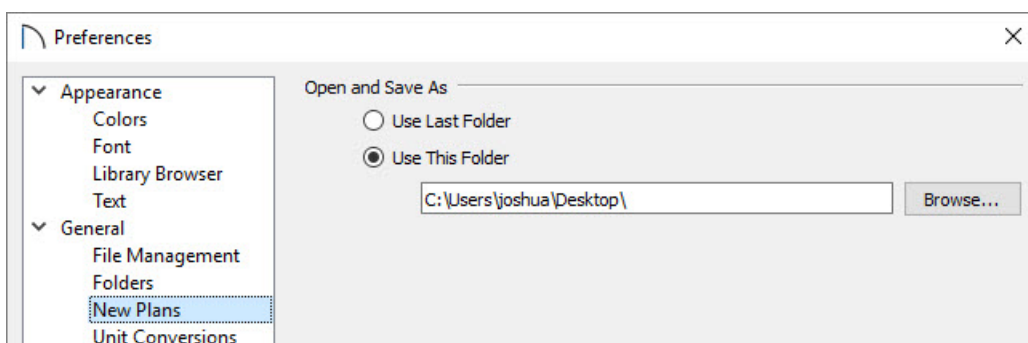 Preferences
Appearance
Colors
Font
Library Browser
Text
General
File Management
Folders
New Plans
Unit Conversions
Open and Save As
Use Last Folder
Use This Folder
C:\Users\joshua\Desktop\
Browse...